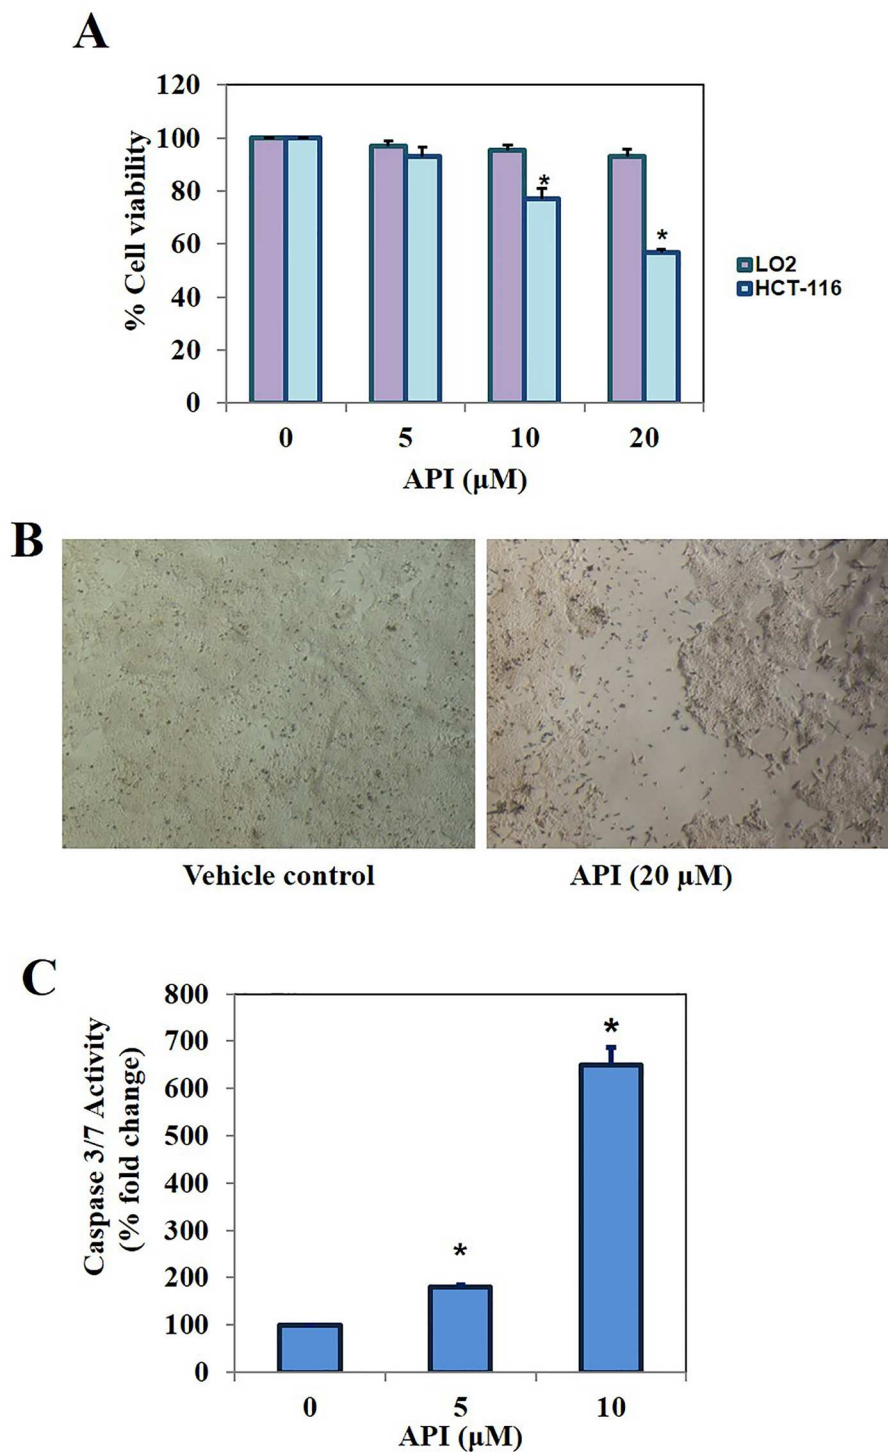 A
120
100
80
60
40
20
0
% Cell viability
0 5 10 20
API (µM)
LO2
HCT-116
*
*
B
Vehicle control API (20 µM)
C
800
700
600
500
400
300
200
100
0
Caspase 3/7 Activity
(% fold change)
*
*
0 5 10
API (µM)